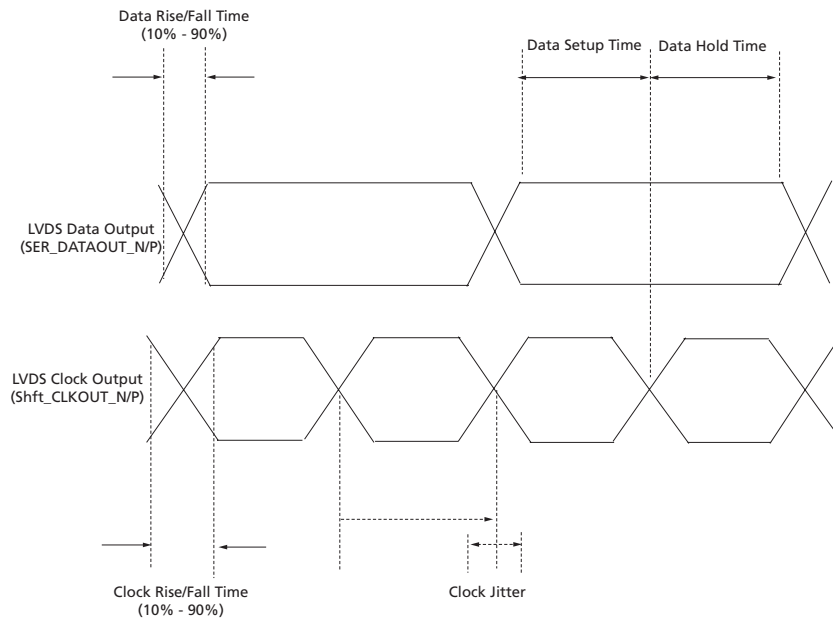 Data Rise/Fall Time
(10% - 90%)
Data Setup Time
Data Hold Time
LVDS Data Output
(SER_DATAOUT_N/P)
LVDS Clock Output
(Shft_CLKOUT_N/P)
Clock Rise/Fall Time
(10% - 90%)
Clock Jitter